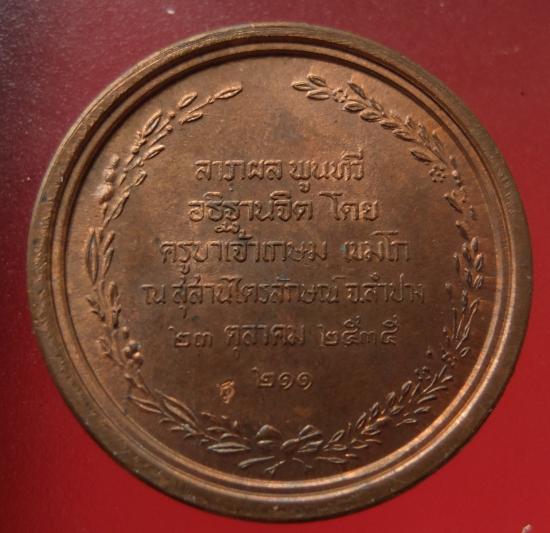 ลาภผล พูนทวี
อธิฐานจิต โดย
ครูบาเจ้าเกษม เขมโก
ณ สุสานไตรลักษณ์ จ.ลำปาง
๒๓ ตุลาคม ๒๕๓๕
๒๑๑